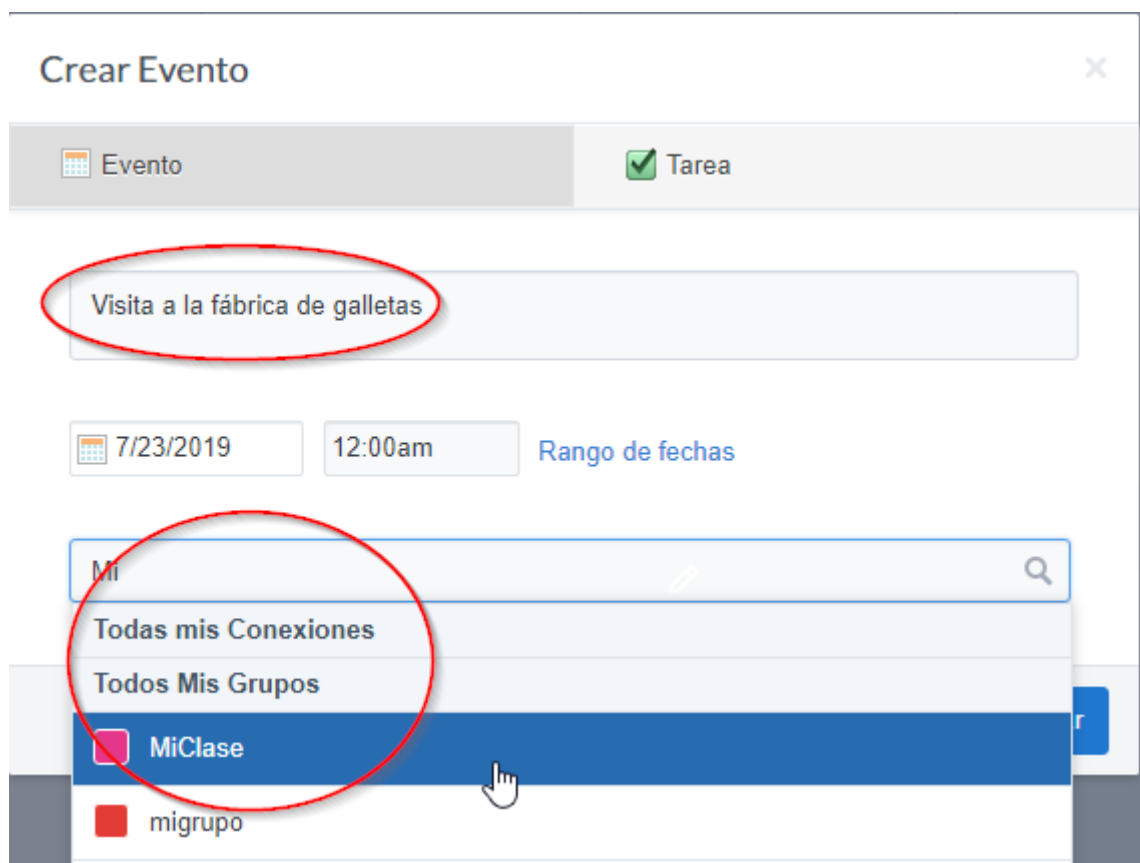 Crear Evento
Evento
Tarea
Visita a la fábrica de galletas
7/23/2019 12:00am Rango de fechas
Mi
Todas mis Conexiones
Todos Mis Grupos
r
MiClase
migrupo